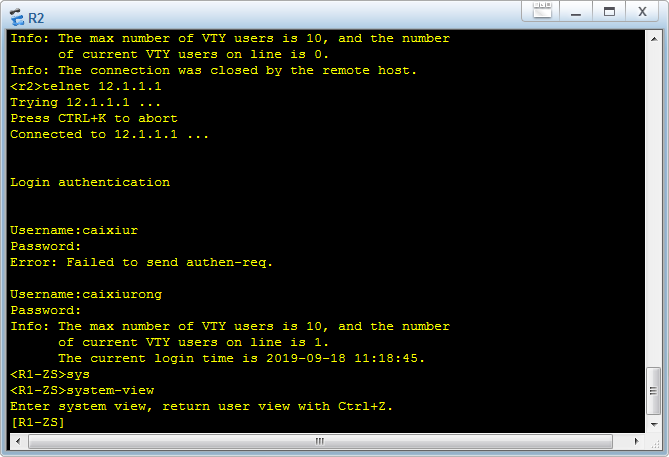 R2
X
Info: The max number of VTY users is 10, and the number
of current VTY users on line is 0.
Info: The connection was closed by the remote host.
<r2>telnet 12.1.1.1
Trying 12.1.1.1 ...
Press CTRL+K to abort
Connected to 12.1.1.1 ...
Login authentication
Username:caixiur
Password:
Error: Failed to send authen-req.
Username:caixiurong
Password:
Info: The max number of VTY users is 10, and the number
of current VTY users on line is 1.
The current login time is 2019-09-18 11:18:45.
<R1-ZS>sys
<R1-ZS>system-view
Enter system view, return user view with Ctrl+Z.
[R1-ZS]